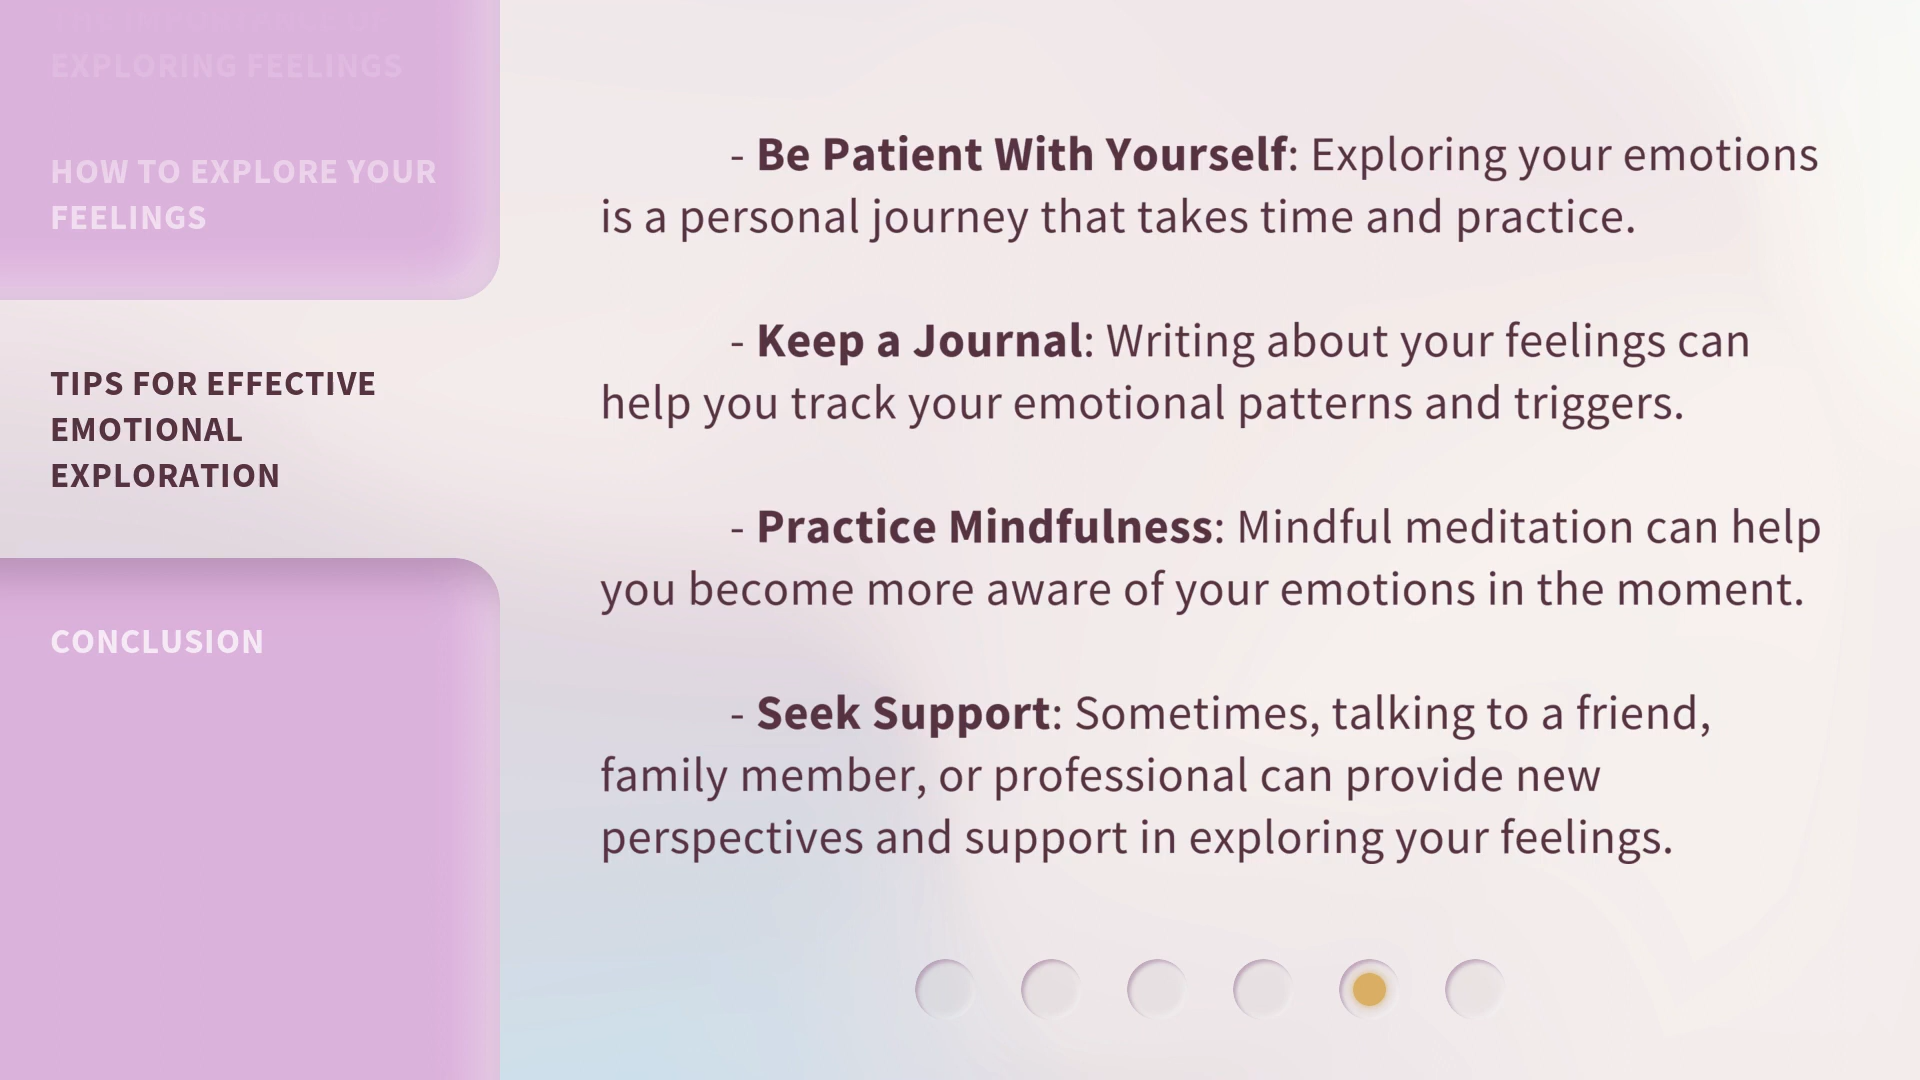 EXPLORING FEELINGS
HOW TO EXPLORE YOUR
FEELINGS
TIPS FOR EFFECTIVE
EMOTIONAL
EXPLORATION
CONCLUSION
- Be Patient With Yourself: Exploring your emotions
is a personal journey that takes time and practice.
- Keep a Journal: Writing about your feelings can
help you track your emotional patterns and triggers.
- Practice Mindfulness: Mindful meditation can help
you become more aware of your emotions in the moment.
- Seek Support: Sometimes, talking to a friend,
family member, or professional can provide new
perspectives and support in exploring your feelings.